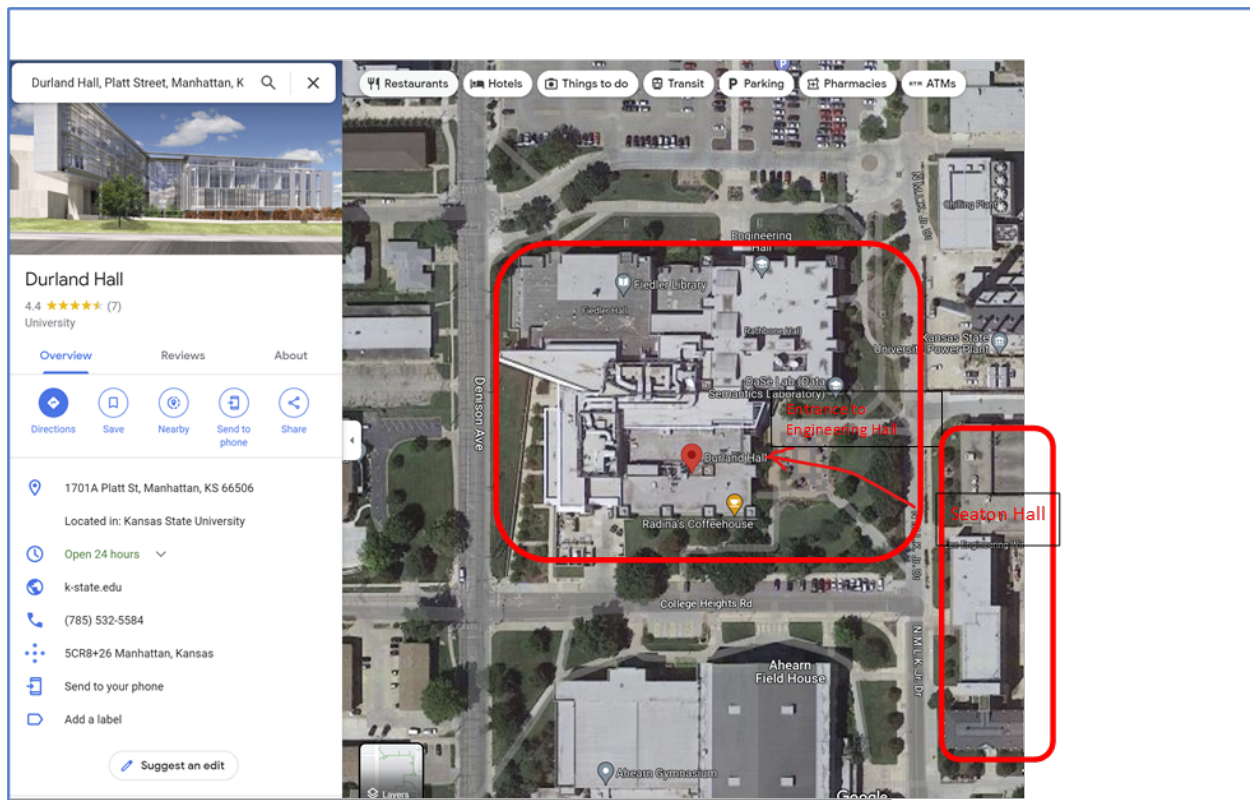 Durland Hall, Platt Street, Manhattan, K
Restaurants
Hotels
Things to do
Transit
P Parking
Pharmacies
ATM ATMs
Durland Hall
4.4 ★★★★★ (7)
University
Overview
Reviews
About
Directions
Save
Nearby
Send to
phone
Share
1701A Platt St, Manhattan, KS 66506
Located in: Kansas State University
Open 24 hours
k-state.edu
(785) 532-5584
5CR8+26 Manhattan, Kansas
Send to your phone
Add a label
Suggest an edit
Chilling Plant
Engineering
Hall
Fiedler Library
Fiedler Hall
Rathbone Hall
Kansas State
University Power Plant
DaSe Lab (Data
Semantics Laboratory)
Denison Ave
Entrance to
Engineering Hall
Durland Hall
Seaton Hall
Radina's Coffeehouse
College Heights Rd
N M.L.K. Jr. Dr
Ahearn
Field House
Ahearn Gymnasium
Layers
Google